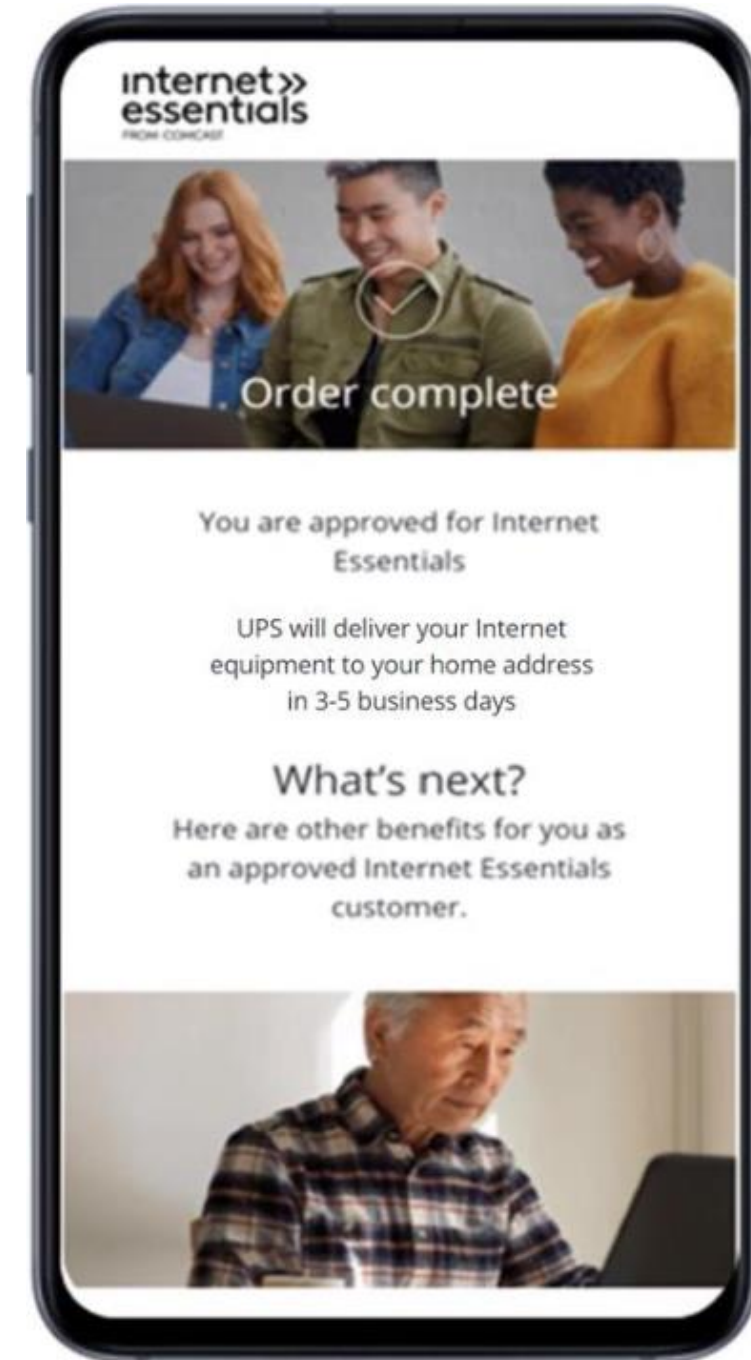 internet»
essentials
FROM COMCAST
Order complete
You are approved for Internet
Essentials
UPS will deliver your Internet
equipment to your home address
in 3-5 business days
What’s next?
Here are other benefits for you as
an approved Internet Essentials
customer.